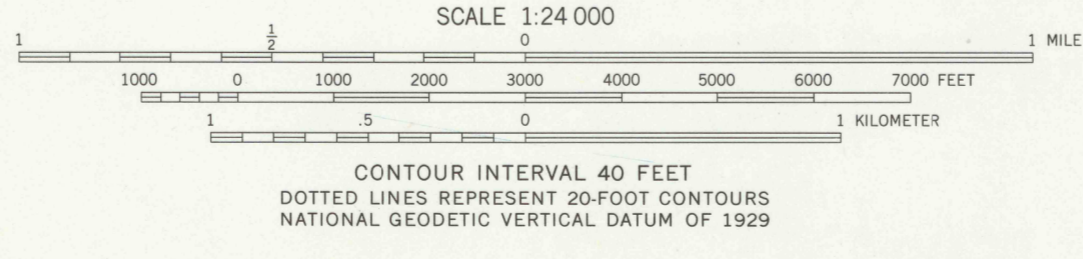 SCALE 1:24 000
1 1/2 0 1 MILE
1000 0 1000 2000 3000 4000 5000 6000 7000 FEET
1 .5 0 1 KILOMETER
CONTOUR INTERVAL 40 FEET
DOTTED LINES REPRESENT 20-FOOT CONTOURS
NATIONAL GEODETIC VERTICAL DATUM OF 1929